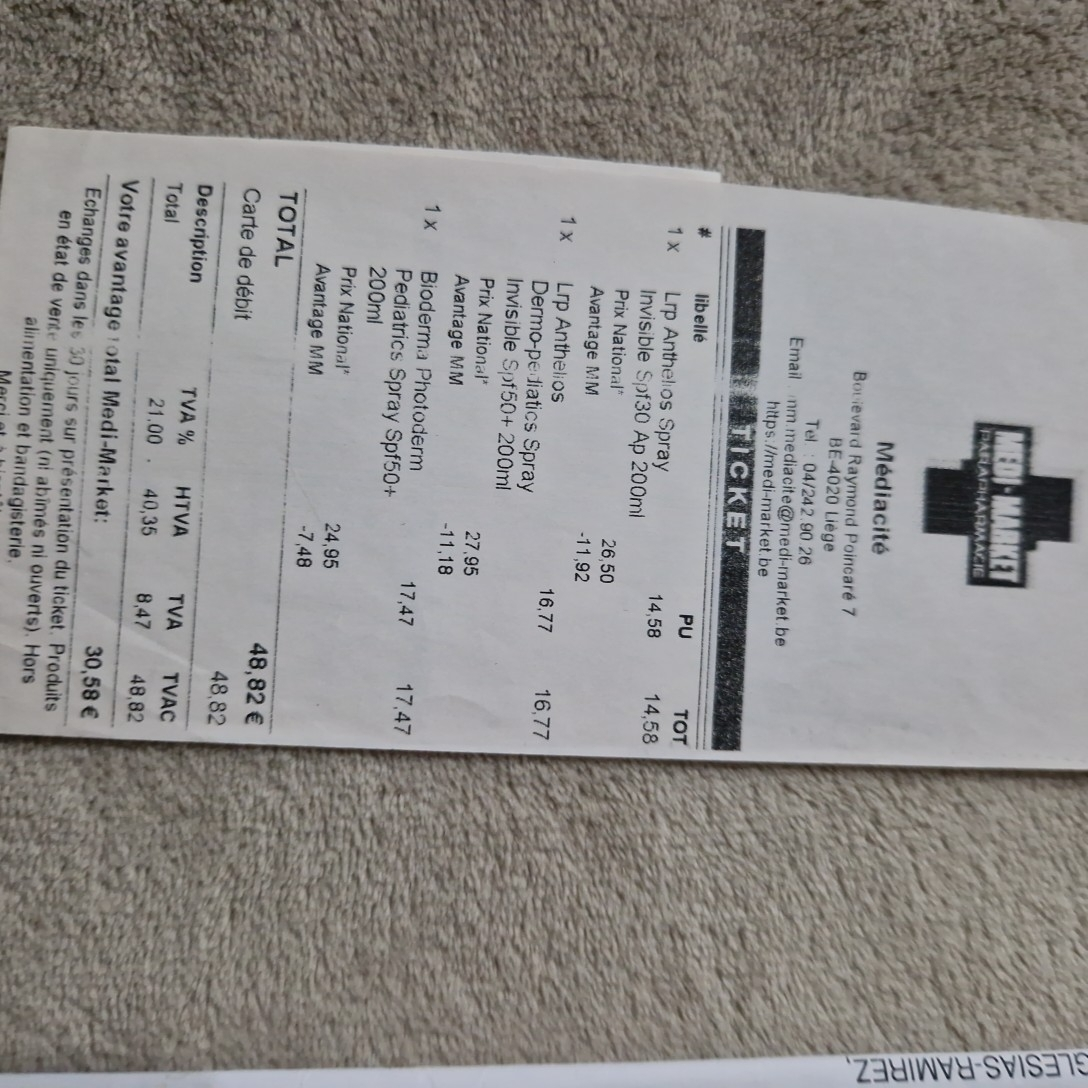 MEDI-MARKET
PARAPHARMACIE
Médiacité
Boulevard Raymond Poincaré 7
BE-4020 Liège
Tel : 04/242 90 26
Email mm.mediacite@medi-market.be
https://medi-market.be
TICKET
# libellé PU TOT
1 x Lrp Anthelios Spray 14,58 14,58
Invisible Spf30 Ap 200ml
Prix National* 26,50
Avantage MM -11,92
1 x Lrp Anthelios 16,77 16,77
Dermo-pediatics Spray
Invisible Spf50+ 200ml
Prix National* 27,95
Avantage MM -11,18
1 x Bioderma Photoderm 17,47 17,47
Pediatrics Spray Spf50+
200ml
Prix National* 24,95
Avantage MM -7,48
TOTAL 48,82 €
Carte de débit 48,82
Description TVA % HTVA TVA TVAC
Total 21.00 . 40,35 8,47 48,82
Votre avantage total Medi-Market: 30,58 €
Echanges dans les 30 jours sur présentation du ticket. Produits
en état de vente uniquement (ni abîmés ni ouverts). Hors
alimentation et bandagisterie.
Merci et
GLESIAS-RAMIREZ,